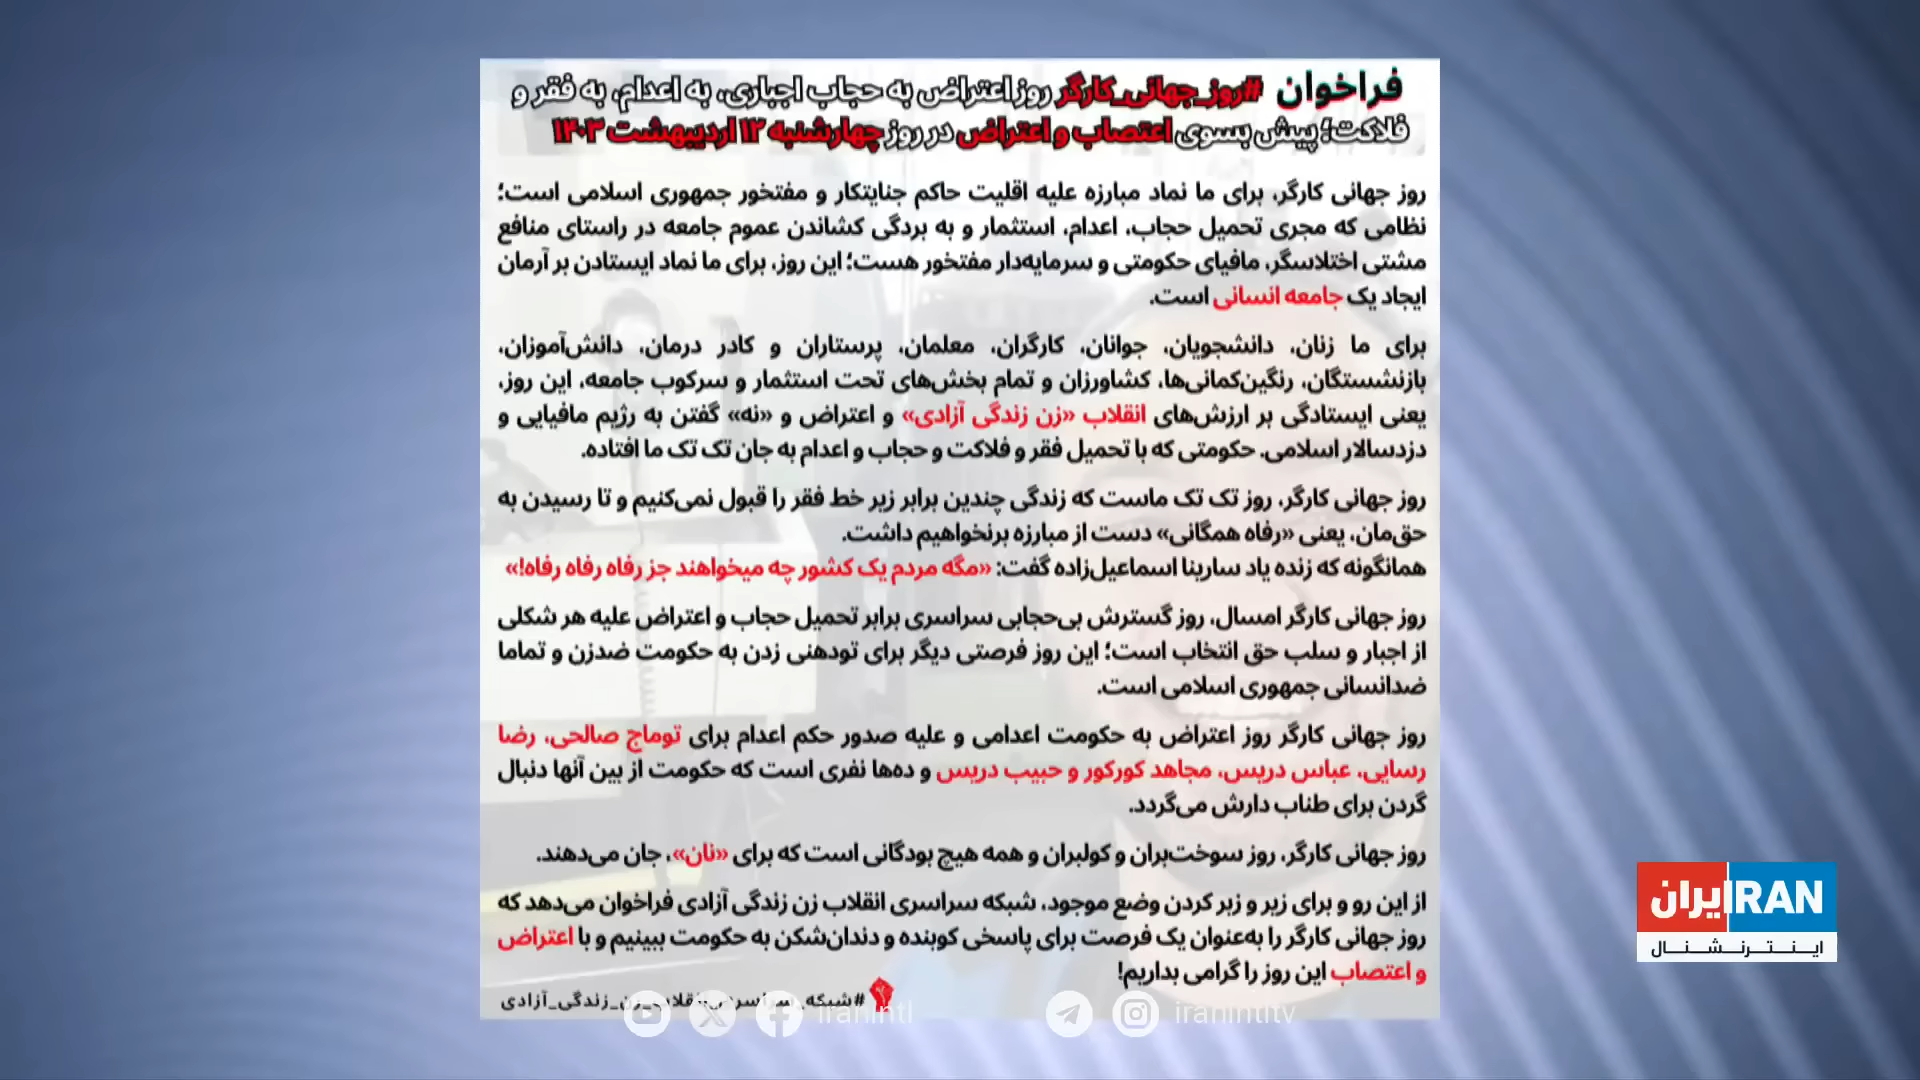 فراخوان #روز_جهانی_کارگر روز اعتراض به حجاب اجباری، به اعدام، به فقر و
فلاکت؛ پیش بسوی اعتصاب و اعتراض در روز چهارشنبه ۱۲ اردیبهشت ۱۴۰۳
روز جهانی کارگر، برای ما نماد مبارزه علیه اقلیت حاکم جنایتکار و مفتخور جمهوری اسلامی است؛
نظامی که مجری تحمیل حجاب، اعدام، استثمار و به بردگی کشاندن عموم جامعه در راستای منافع
مشتی اختلاسگر، مافیای حکومتی و سرمایه‌دار مفتخور هست؛ این روز، برای ما نماد ایستادن بر آرمان
ایجاد یک جامعه انسانی است.
برای ما زنان، دانشجویان، جوانان، کارگران، معلمان، پرستاران و کادر درمان، دانش‌آموزان،
بازنشستگان، رنگین‌کمانی‌ها، کشاورزان و تمام بخش‌های تحت استثمار و سرکوب جامعه، این روز،
یعنی ایستادگی بر ارزش‌های انقلاب «زن زندگی آزادی» و اعتراض و «نه» گفتن به رژیم مافیایی و
دزدسالار اسلامی. حکومتی که با تحمیل فقر و فلاکت و حجاب و اعدام به جان تک تک ما افتاده.
روز جهانی کارگر، روز تک تک ماست که زندگی چندین برابر زیر خط فقر را قبول نمی‌کنیم و تا رسیدن به
حق‌مان، یعنی «رفاه همگانی» دست از مبارزه برنخواهیم داشت.
همانگونه که زنده یاد سارینا اسماعیل‌زاده گفت: «مگه مردم یک کشور چه میخواهند جز رفاه رفاه رفاه!»
روز جهانی کارگر امسال، روز گسترش بی‌حجابی سراسری برابر تحمیل حجاب و اعتراض علیه هر شکلی
از اجبار و سلب حق انتخاب است؛ این روز فرصتی دیگر برای تودهنی زدن به حکومت ضدزن و تماما
ضدانسانی جمهوری اسلامی است.
روز جهانی کارگر روز اعتراض به حکومت اعدامی و علیه صدور حکم اعدام برای توماج صالحی، رضا
رسایی، عباس دریس، مجاهد کورکور و حبیب دریس و ده‌ها نفری است که حکومت از بین آنها دنبال
گردن برای طناب دارش می‌گردد.
روز جهانی کارگر، روز سوخت‌بران و کولبران و همه هیچ بودگانی است که برای «نان»، جان می‌دهند.
از این رو و برای زیر و زبر کردن وضع موجود، شبکه سراسری انقلاب زن زندگی آزادی فراخوان می‌دهد که
روز جهانی کارگر را به‌عنوان یک فرصت برای پاسخی کوبنده و دندان‌شکن به حکومت ببینیم و با اعتراض
و اعتصاب این روز را گرامی بداریم!
#شبکه_سراسری_انقلاب_زن_زندگی_آزادی
iranintl
iranintltv
ایران IRAN
اینترنشنال